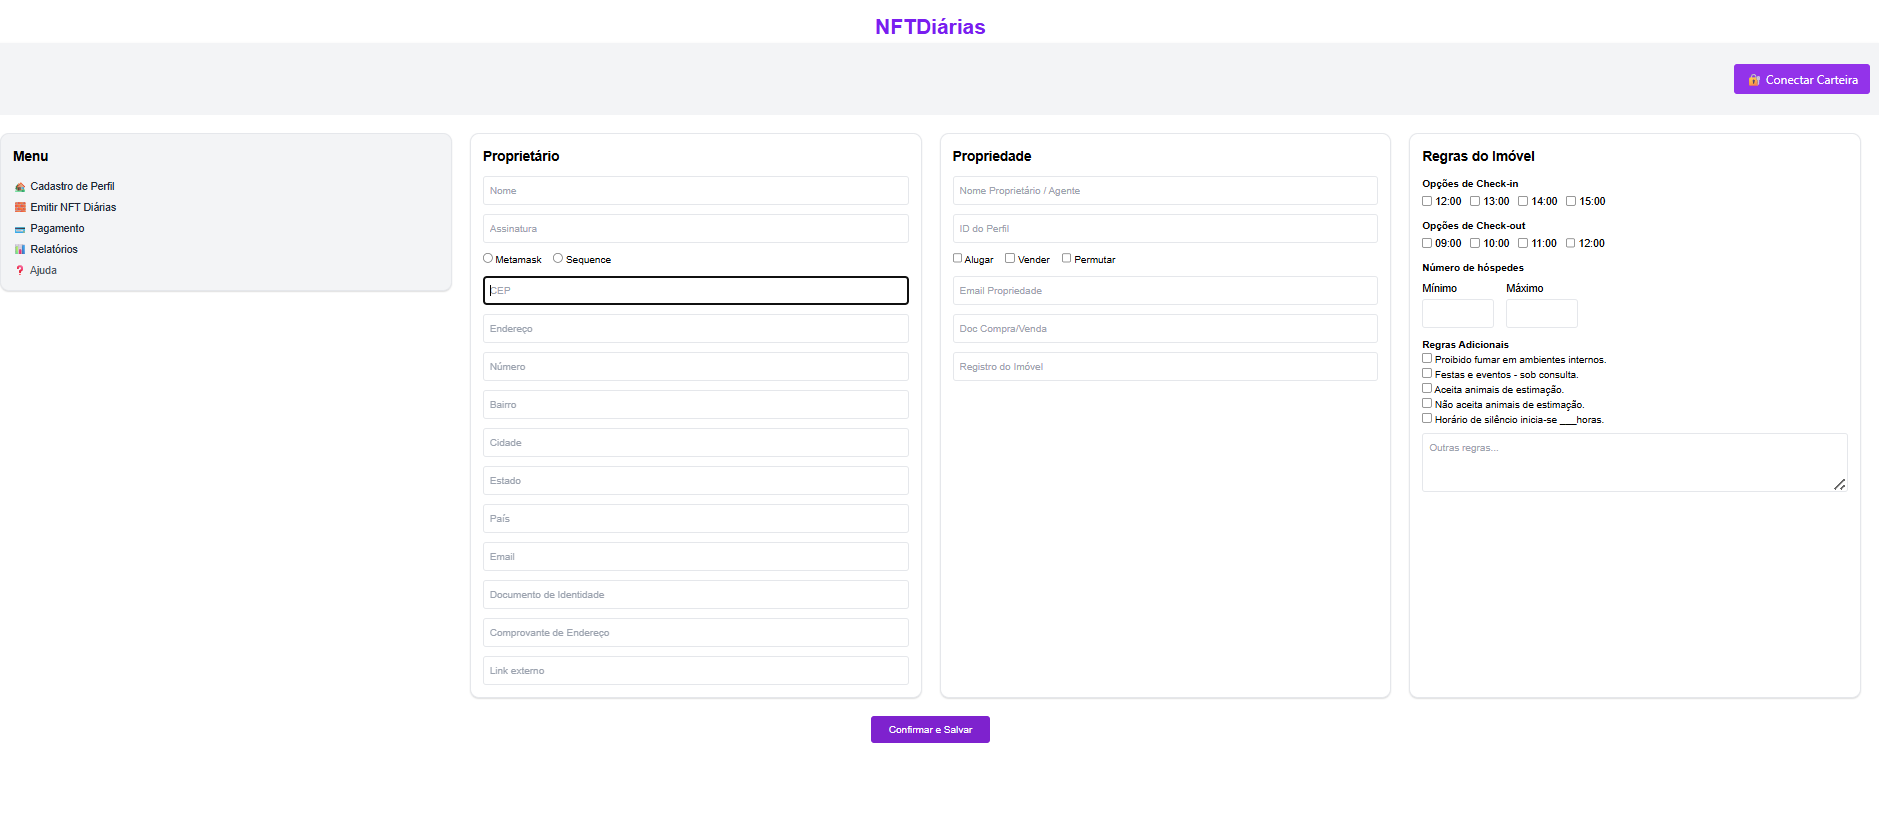 NFTDiárias
Conectar Carteira
Menu
Cadastro de Perfil
Emitir NFT Diárias
Pagamento
Relatórios
Ajuda
Proprietário
Nome
Assinatura
Metamask Sequence
CEP
Endereço
Número
Bairro
Cidade
Estado
País
Email
Documento de Identidade
Comprovante de Endereço
Link externo
Propriedade
Nome Proprietário / Agente
ID do Perfil
Alugar Vender Permutar
Email Propriedade
Doc Compra/Venda
Registro do Imóvel
Regras do Imóvel
Opções de Check-in
12:00 13:00 14:00 15:00
Opções de Check-out
09:00 10:00 11:00 12:00
Número de hóspedes
Mínimo Máximo
Regras Adicionais
Proibido fumar em ambientes internos.
Festas e eventos - sob consulta.
Aceita animais de estimação.
Não aceita animais de estimação.
Horário de silêncio inicia-se ___horas.
Outras regras...
Confirmar e Salvar